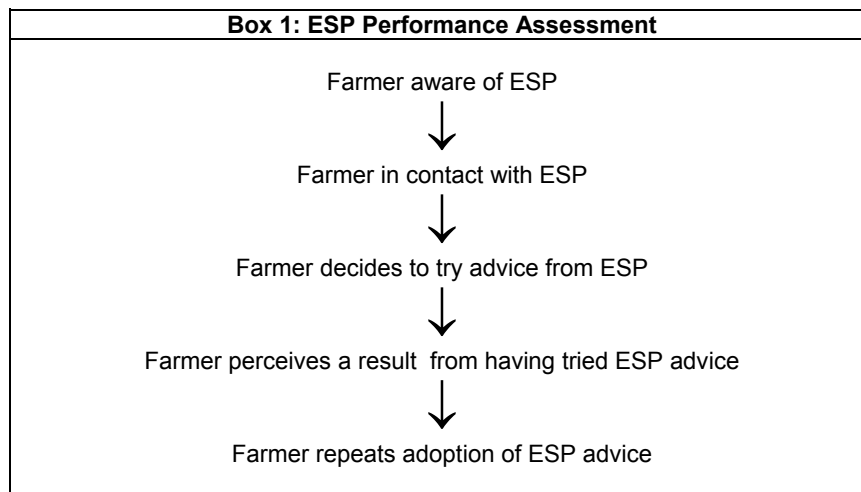 Box 1: ESP Performance Assessment
Farmer aware of ESP
Farmer in contact with ESP
Farmer decides to try advice from ESP
Farmer perceives a result from having tried ESP advice
Farmer repeats adoption of ESP advice